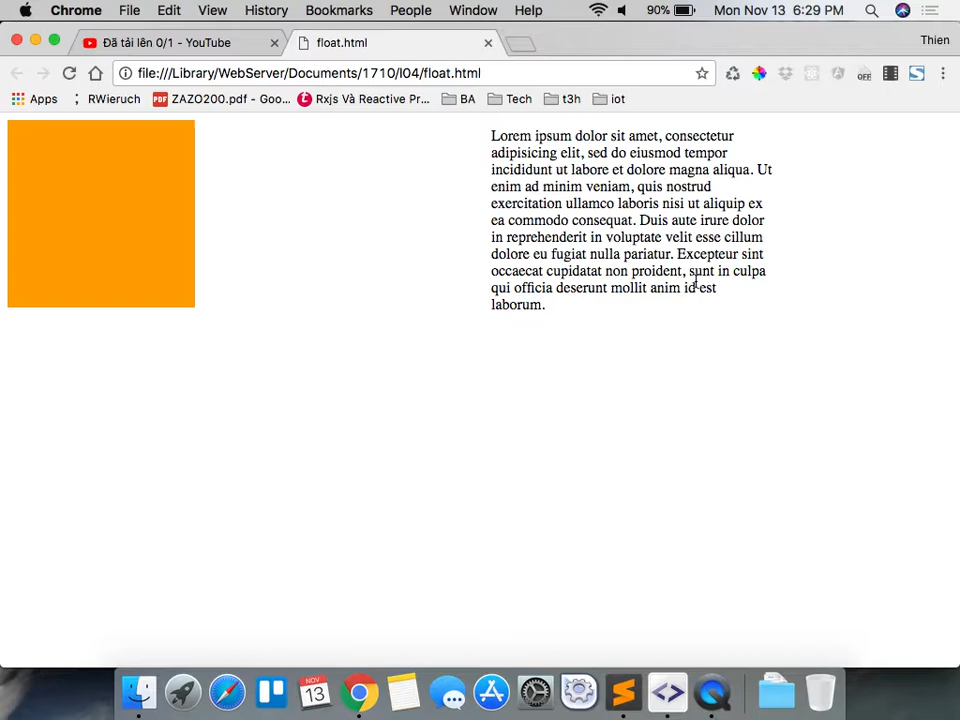 Chrome File Edit View History Bookmarks People Window Help 90% Mon Nov 13 6:29 PM
Đã tải lên 0/1 - YouTube float.html Thien
file:///Library/WebServer/Documents/1710/l04/float.html OFF
Apps RWieruch PDF ZAZO200.pdf - Goo... Rxjs Và Reactive Pr... BA Tech t3h iot
Lorem ipsum dolor sit amet, consectetur
adipisicing elit, sed do eiusmod tempor
incididunt ut labore et dolore magna aliqua. Ut
enim ad minim veniam, quis nostrud
exercitation ullamco laboris nisi ut aliquip ex
ea commodo consequat. Duis aute irure dolor
in reprehenderit in voluptate velit esse cillum
dolore eu fugiat nulla pariatur. Excepteur sint
occaecat cupidatat non proident, sunt in culpa
qui officia deserunt mollit anim id est
laborum.
NOV
13